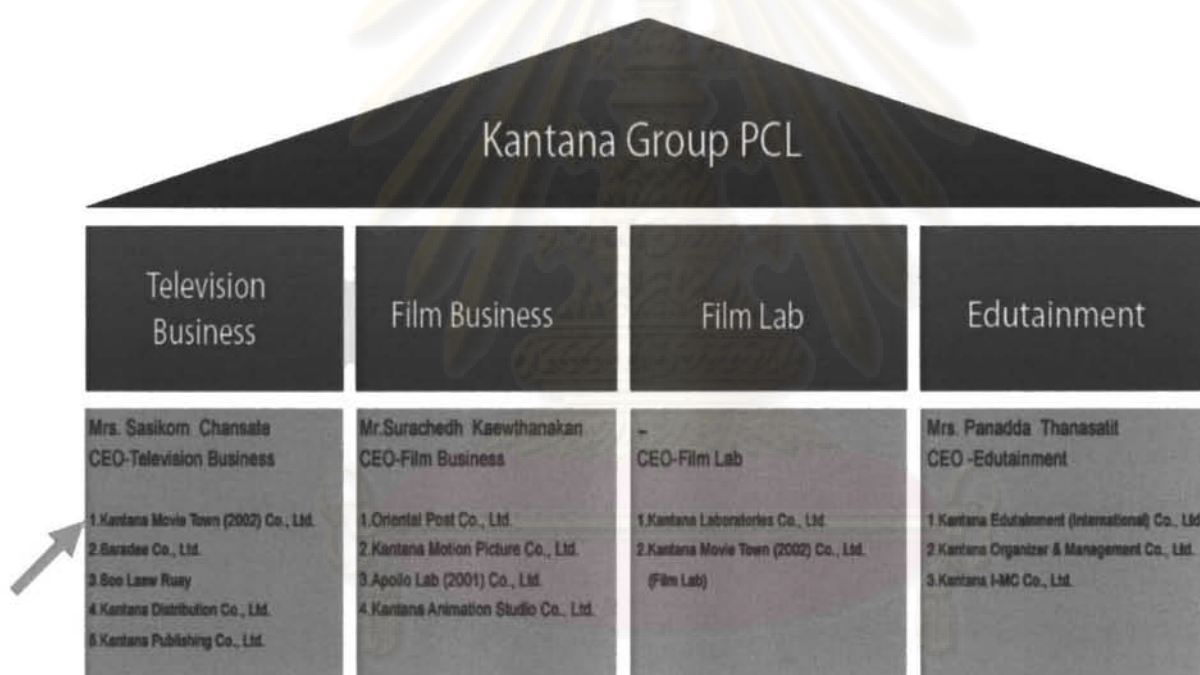 Kantana Group PCL
Television
Business
Film Business
Film Lab
Edutainment
Mrs. Sasikorn Chansate
CEO-Television Business
1.Kantana Movie Town (2002) Co., Ltd.
2.Baradee Co., Ltd.
3.Soo Laew Ruay
4.Kantana Distribution Co., Ltd.
5.Kantana Publishing Co., Ltd.
Mr.Surachedh Kaewthanakan
CEO-Film Business
1.Oriental Post Co., Ltd.
2.Kantana Motion Picture Co., Ltd.
3.Apollo Lab (2001) Co., Ltd.
4.Kantana Animation Studio Co., Ltd.
–
CEO-Film Lab
1.Kantana Laboratories Co., Ltd.
2.Kantana Movie Town (2002) Co., Ltd.
(Film Lab)
Mrs. Panadda Thanasatit
CEO -Edutainment
1.Kantana Edutainment (International) Co., Ltd
2.Kantana Organizer & Management Co., Ltd.
3.Kantana I-MC Co., Ltd.